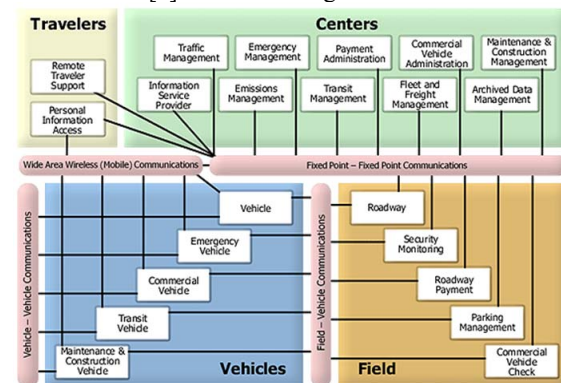 [
]
g
Travelers
Centers
Remote
Traveler
Support
Personal
Information
Access
Traffic
Management
Emergency
Management
Payment
Administration
Commercial
Vehicle
Administration
Maintenance &
Construction
Management
Information
Service
Provider
Emissions
Management
Transit
Management
Fleet and
Freight
Management
Archived Data
Management
Wide Area Wireless (Mobile) Communications
Fixed Point – Fixed Point Communications
Vehicle – Vehicle Communications
Vehicle
Emergency
Vehicle
Commercial
Vehicle
Transit
Vehicle
Maintenance &
Construction
Vehicle
Vehicles
Field – Vehicle Communications
Roadway
Security
Monitoring
Roadway
Payment
Parking
Management
Commercial
Vehicle
Check
Field